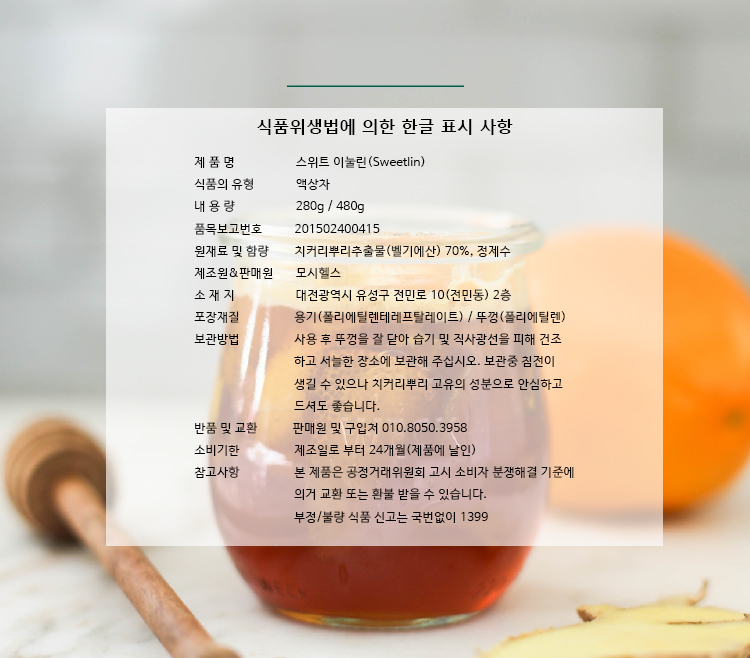 식품위생법에 의한 한글 표시 사항
제 품 명 스위트 이눌린(Sweetlin)
식품의 유형 액상차
내 용 량 280g / 480g
품목보고번호 201502400415
원재료 및 함량 치커리뿌리추출물(벨기에산) 70%, 정제수
제조원&판매원 모시헬스
소 재 지 대전광역시 유성구 전민로 10(전민동) 2층
포장재질 용기(폴리에틸렌테레프탈레이트) / 뚜껑(폴리에틸렌)
보관방법 사용 후 뚜껑을 잘 닫아 습기 및 직사광선을 피해 건조
하고 서늘한 장소에 보관해 주십시오. 보관중 침전이
생길 수 있으나 치커리뿌리 고유의 성분으로 안심하고
드셔도 좋습니다.
반품 및 교환 판매원 및 구입처 010.8050.3958
소비기한 제조일로 부터 24개월(제품에 날인)
참고사항 본 제품은 공정거래위원회 고시 소비자 분쟁해결 기준에
의거 교환 또는 환불 받을 수 있습니다.
부정/불량 식품 신고는 국번없이 1399